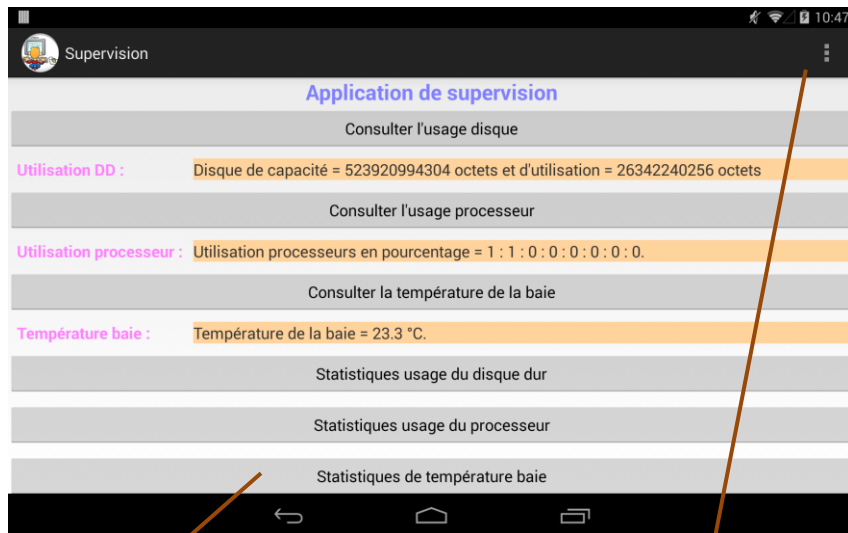 10:47
Supervision
Application de supervision
Consulter l'usage disque
Utilisation DD : Disque de capacité = 523920994304 octets et d'utilisation = 26342240256 octets
Consulter l'usage processeur
Utilisation processeur : Utilisation processeurs en pourcentage = 1 : 1 : 0 : 0 : 0 : 0 : 0 : 0.
Consulter la température de la baie
Température baie : Température de la baie = 23.3 °C.
Statistiques usage du disque dur
Statistiques usage du processeur
Statistiques de température baie